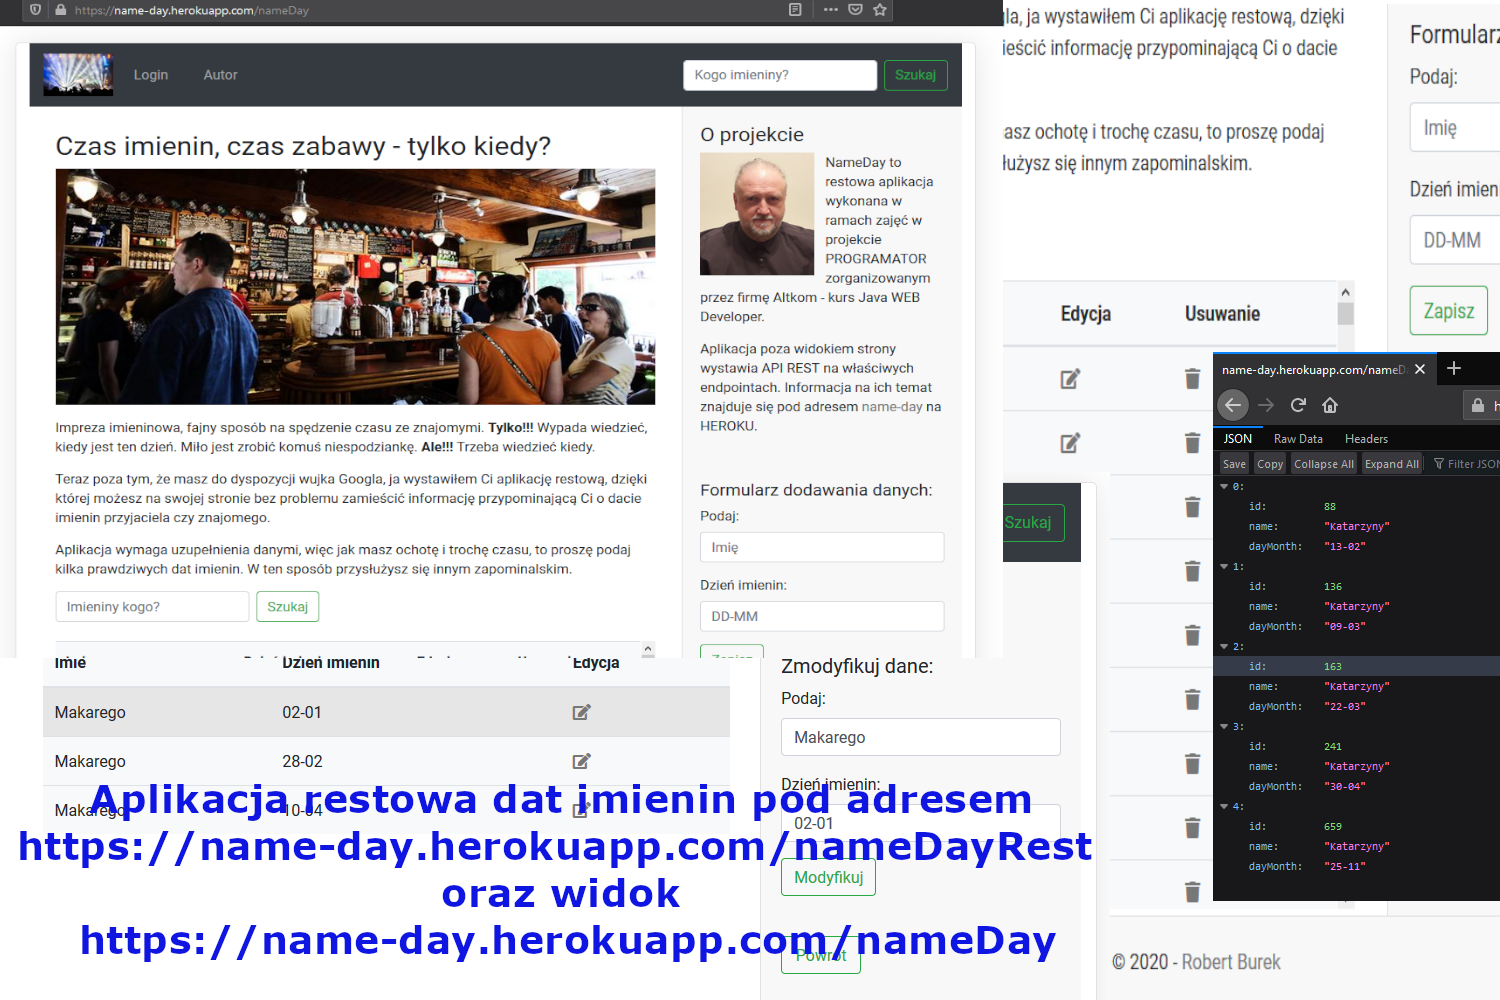 https://name-day.herokuapp.com/nameDay
Login
Autor
Kogo imieniny?
Szukaj
Czas imienin, czas zabawy - tylko kiedy?
Impreza imieninowa, fajny sposób na spędzenie czasu ze znajomymi. Tylko!!! Wypada wiedzieć,
kiedy jest ten dzień. Miło jest zrobić komuś niespodziankę. Ale!!! Trzeba wiedzieć kiedy.
Teraz poza tym, że masz do dyspozycji wujka Googla, ja wystawiłem Ci aplikację restową, dzięki
której możesz na swojej stronie bez problemu zamieścić informację przypominającą Ci o dacie
imienin przyjaciela czy znajomego.
Aplikacja wymaga uzupełnienia danymi, więc jak masz ochotę i trochę czasu, to proszę podaj
kilka prawdziwych dat imienin. W ten sposób przysłużysz się innym zapominalskim.
Imieniny kogo?
Szukaj
O projekcie
NameDay to
restowa aplikacja
wykonana w
ramach zajęć w
projekcie
PROGRAMATOR
zorganizowanym
przez firmę Altkom - kurs Java WEB
Developer.
Aplikacja poza widokiem strony
wystawia API REST na właściwych
endpointach. Informacja na ich temat
znajduje się pod adresem name-day na
HEROKU.
Formularz dodawania danych:
Podaj:
Imię
Dzień imienin:
DD-MM
Zapisz
Imię
Dzień imienin
Edycja
Makarego
02-01
Makarego
28-02
Makarego
10-04
Zmodyfikuj dane:
Podaj:
Makarego
Dzień imienin:
02-01
Modyfikuj
Powrót
Aplikacja restowa dat imienin pod adresem
https://name-day.herokuapp.com/nameDayRest
oraz widok
https://name-day.herokuapp.com/nameDay
la, ja wystawiłem Ci aplikację restową, dzięki
ieścić informację przypominającą Ci o dacie
asz ochotę i trochę czasu, to proszę podaj
łużysz się innym zapominalskim.
Edycja
Usuwanie
Szukaj
Formularz
Podaj:
Imię
Dzień imieni
DD-MM
Zapisz
name-day.herokuapp.com/nameD
JSON
Raw Data
Headers
Save
Copy
Collapse All
Expand All
Filter JSON
0:
id: 88
name: "Katarzyny"
dayMonth: "13-02"
1:
id: 136
name: "Katarzyny"
dayMonth: "09-03"
2:
id: 163
name: "Katarzyny"
dayMonth: "22-03"
3:
id: 241
name: "Katarzyny"
dayMonth: "30-04"
4:
id: 659
name: "Katarzyny"
dayMonth: "25-11"
© 2020 - Robert Burek